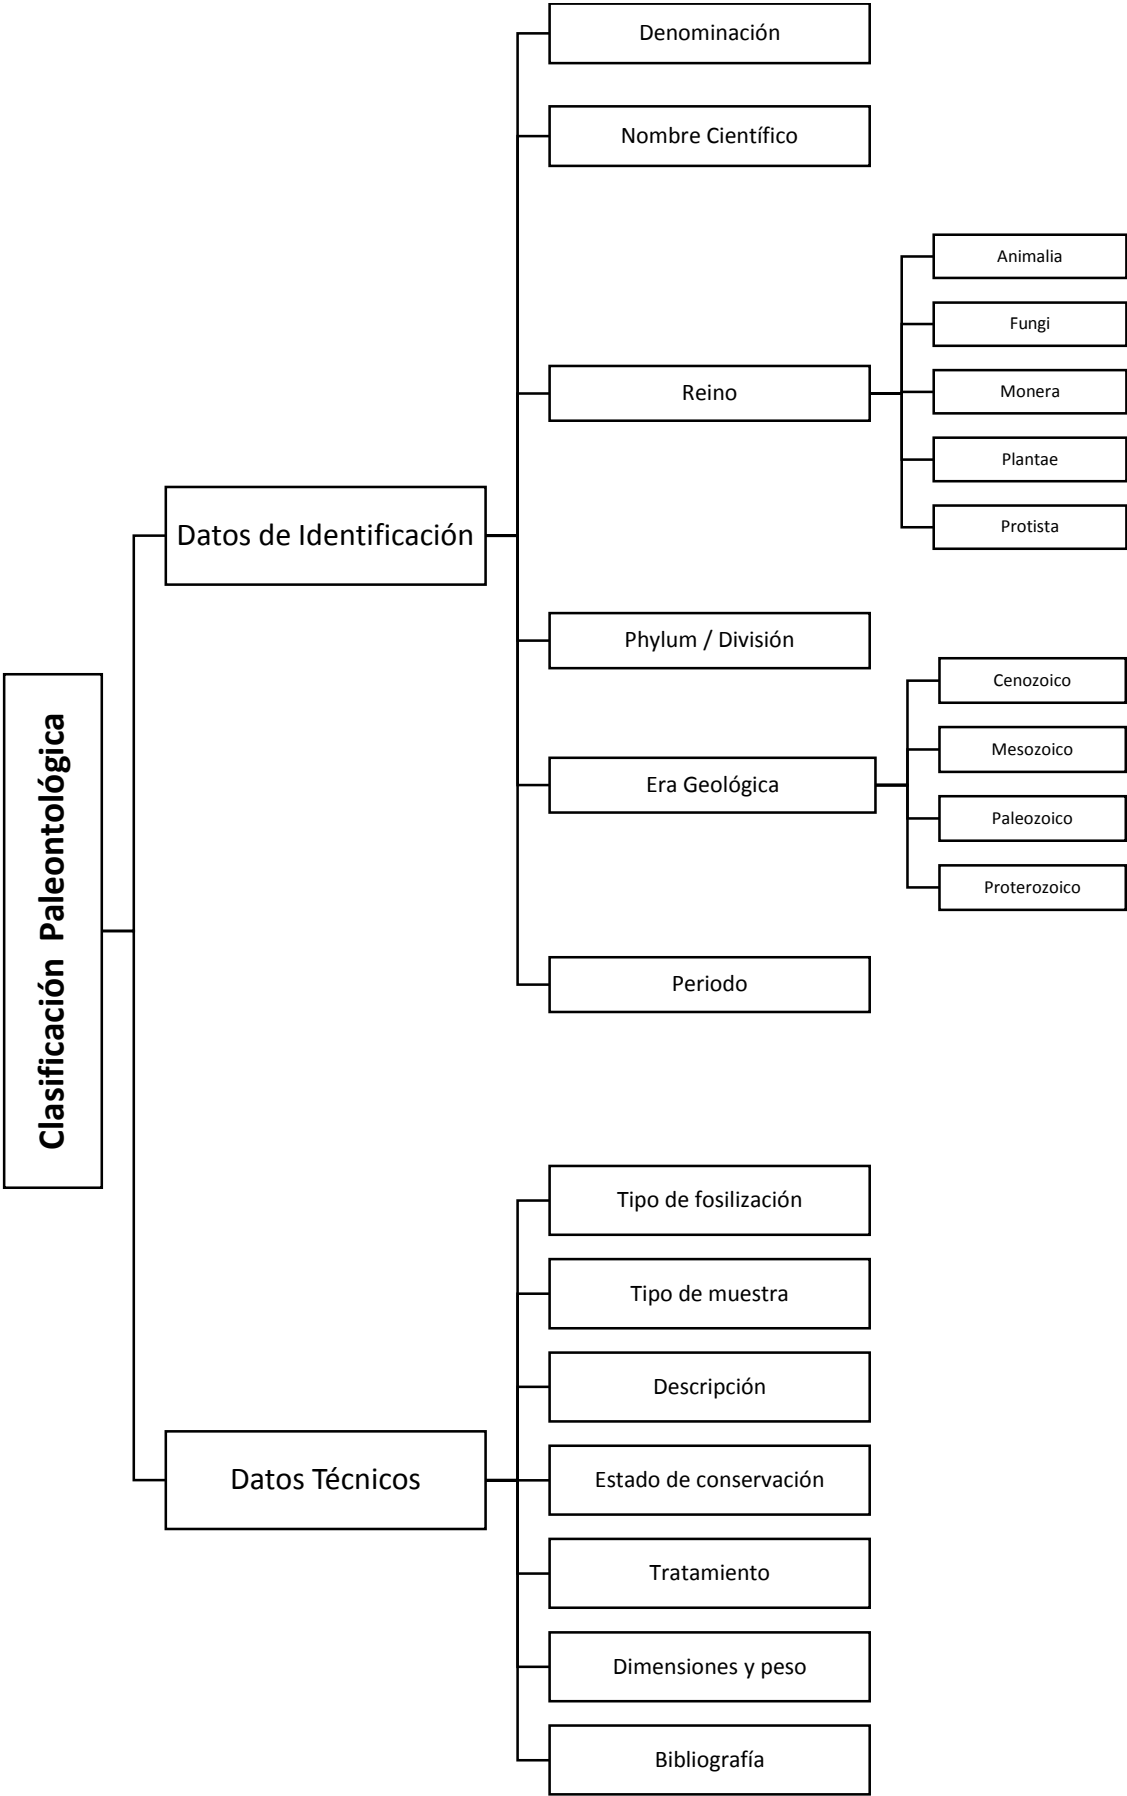 Clasificación Paleontológica
Datos de Identificación
Denominación
Nombre Científico
Reino
Animalia
Fungi
Monera
Plantae
Protista
Phylum / División
Era Geológica
Cenozoico
Mesozoico
Paleozoico
Proterozoico
Periodo
Datos Técnicos
Tipo de fosilización
Tipo de muestra
Descripción
Estado de conservación
Tratamiento
Dimensiones y peso
Bibliografía